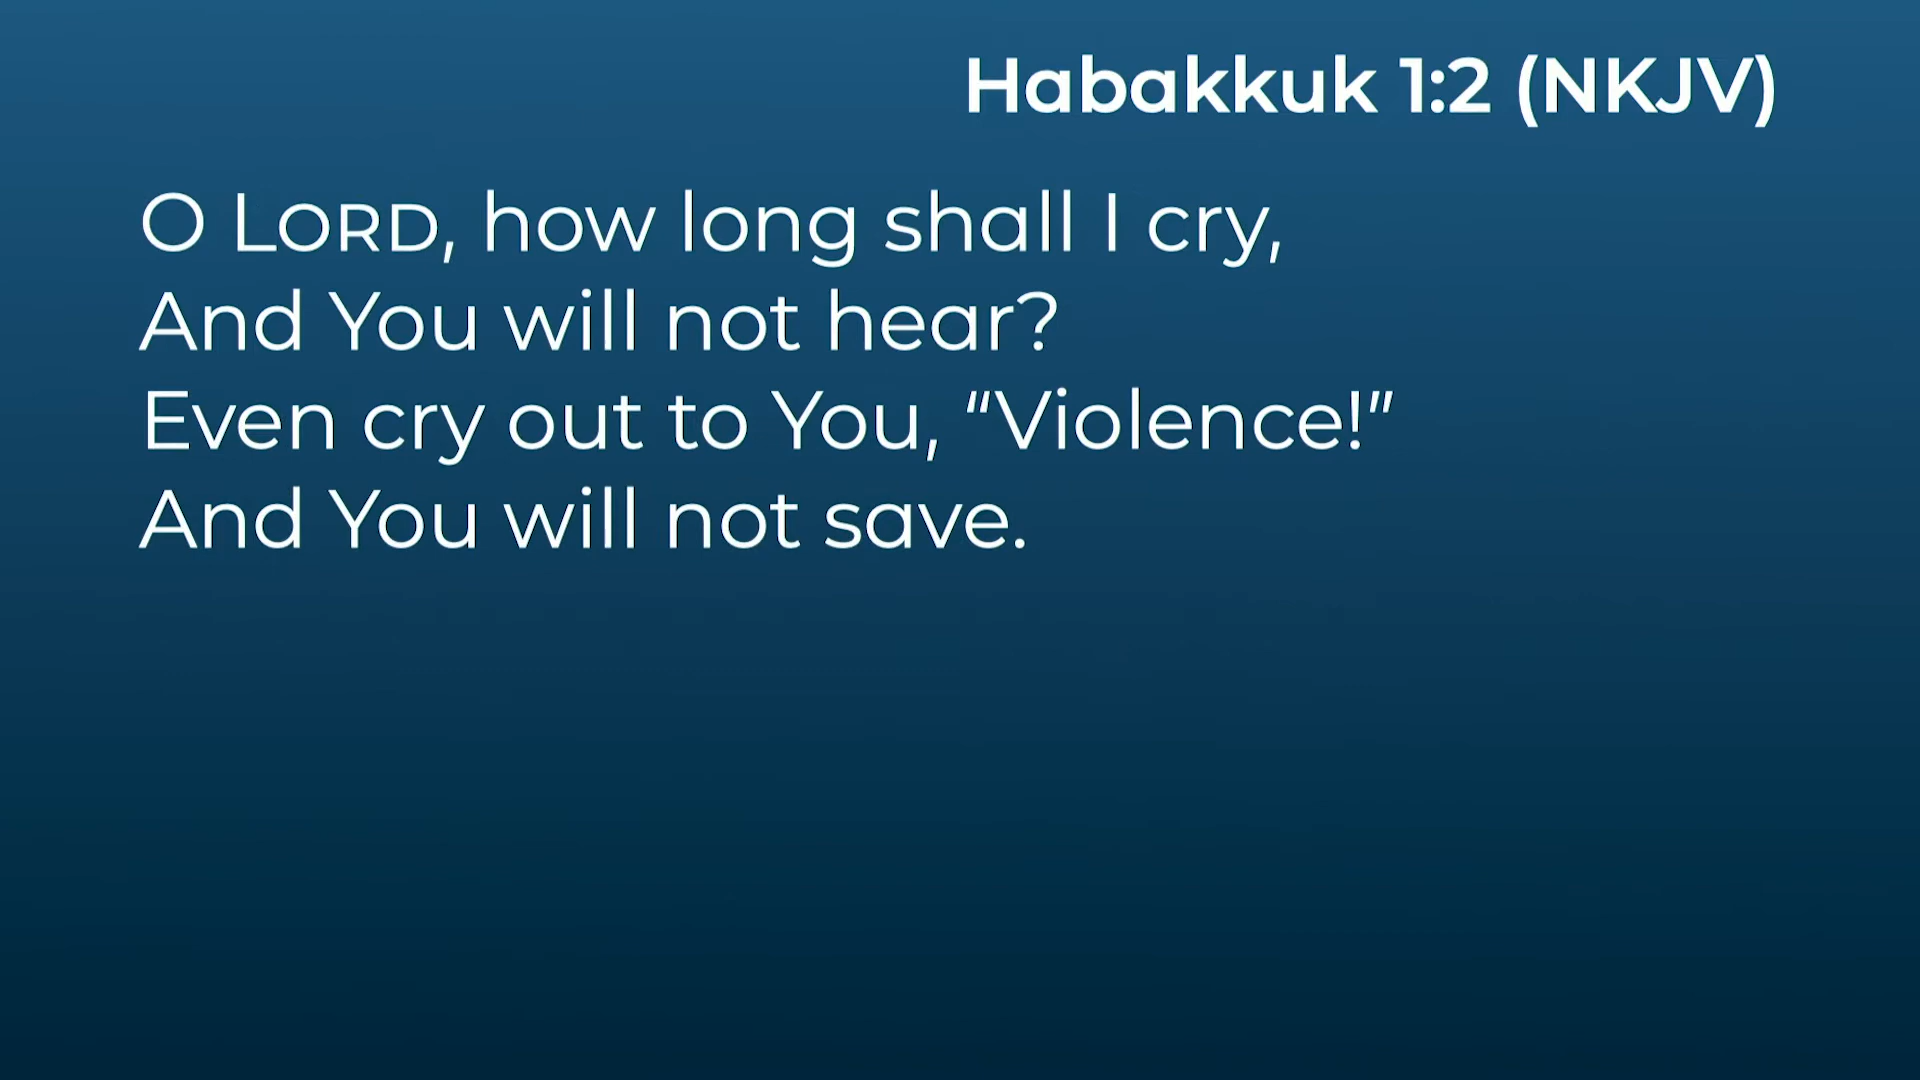 Habakkuk 1:2 (NKJV)
O LORD, how long shall I cry,
And You will not hear?
Even cry out to You, “Violence!”
And You will not save.